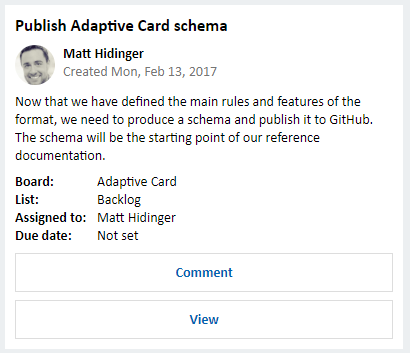 Publish Adaptive Card schema
Matt Hidinger
Created Mon, Feb 13, 2017
Now that we have defined the main rules and features of the
format, we need to produce a schema and publish it to GitHub.
The schema will be the starting point of our reference
documentation.
Board: Adaptive Card
List: Backlog
Assigned to: Matt Hidinger
Due date: Not set
Comment
View